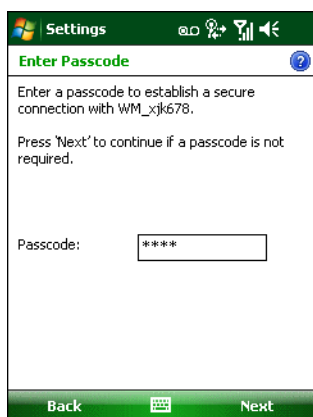 Settings
Enter Passcode
Enter a passcode to establish a secure
connection with WM_xjk678.
Press 'Next' to continue if a passcode is not
required.
Passcode: ****
Back Next